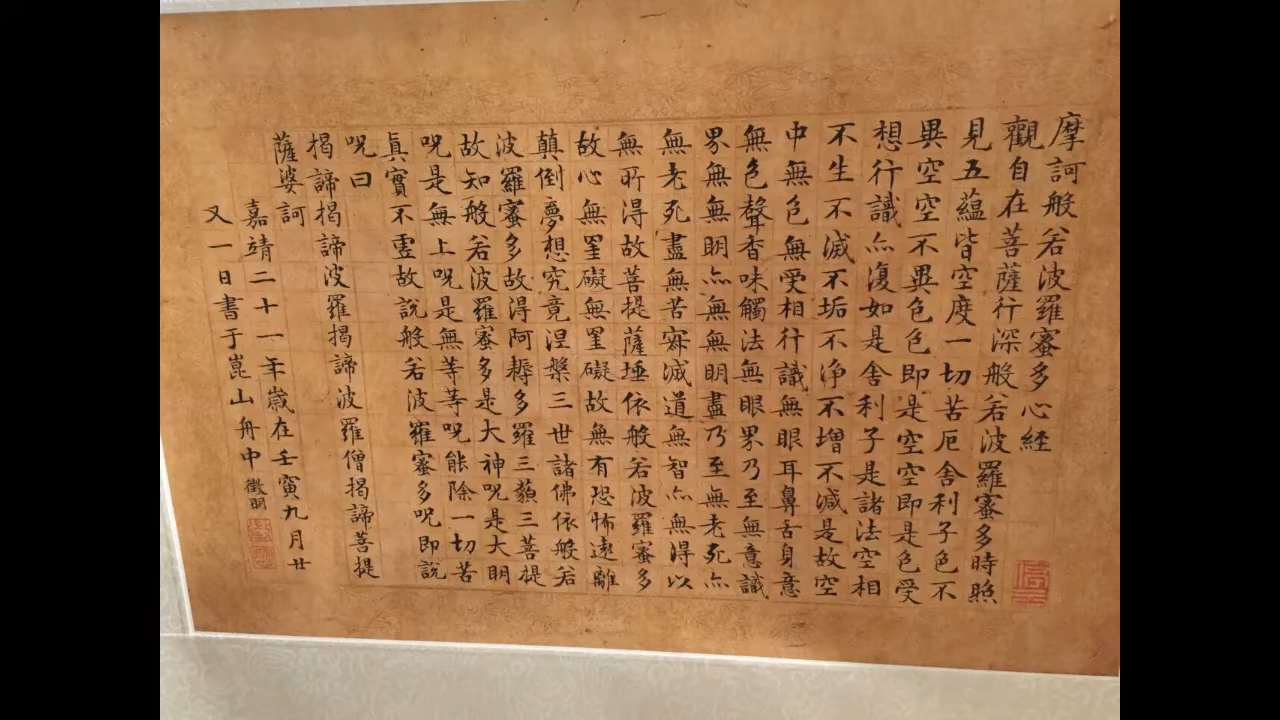 摩訶般若波羅蜜多心經
觀自在菩薩行深般若波羅蜜多時照
見五蘊皆空度一切苦厄舍利子色不
異空空不異色色即是空空即是色受
想行識亦復如是舍利子是諸法空相
不生不滅不垢不淨不增不減是故空
中無色無受相行識無眼耳鼻舌身意
無色聲香味觸法無眼界乃至無意識
界無無明亦無無明盡乃至無老死亦
無老死盡無苦寂滅道無智亦無得以
無所得故菩提薩埵依般若波羅蜜多
故心無罣礙無罣礙故無有恐怖遠離
顛倒夢想究竟涅槃三世諸佛依般若
波羅蜜多故得阿耨多羅三藐三菩提
故知般若波羅蜜多是大神呪是大明
呪是無上呪是無等等呪能除一切苦
真實不虛故說般若波羅蜜多呪即說
呪曰
揭諦揭諦波羅揭諦波羅僧揭諦菩提
薩婆訶
嘉靖二十一年歲在壬寅九月廿
又一日書于崑山舟中徵明